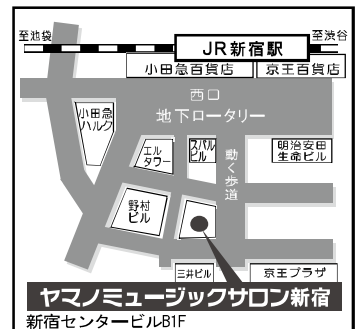 至池袋
至渋谷
JR新宿駅
小田急百貨店
京王百貨店
西口
地下ロータリー
小田急
ハルク
エル
タワー
スバル
ビル
動く歩道
明治安田
生命ビル
野村
ビル
三井ビル
京王プラザ
ヤマノミュージックサロン新宿
新宿センタービルB1F